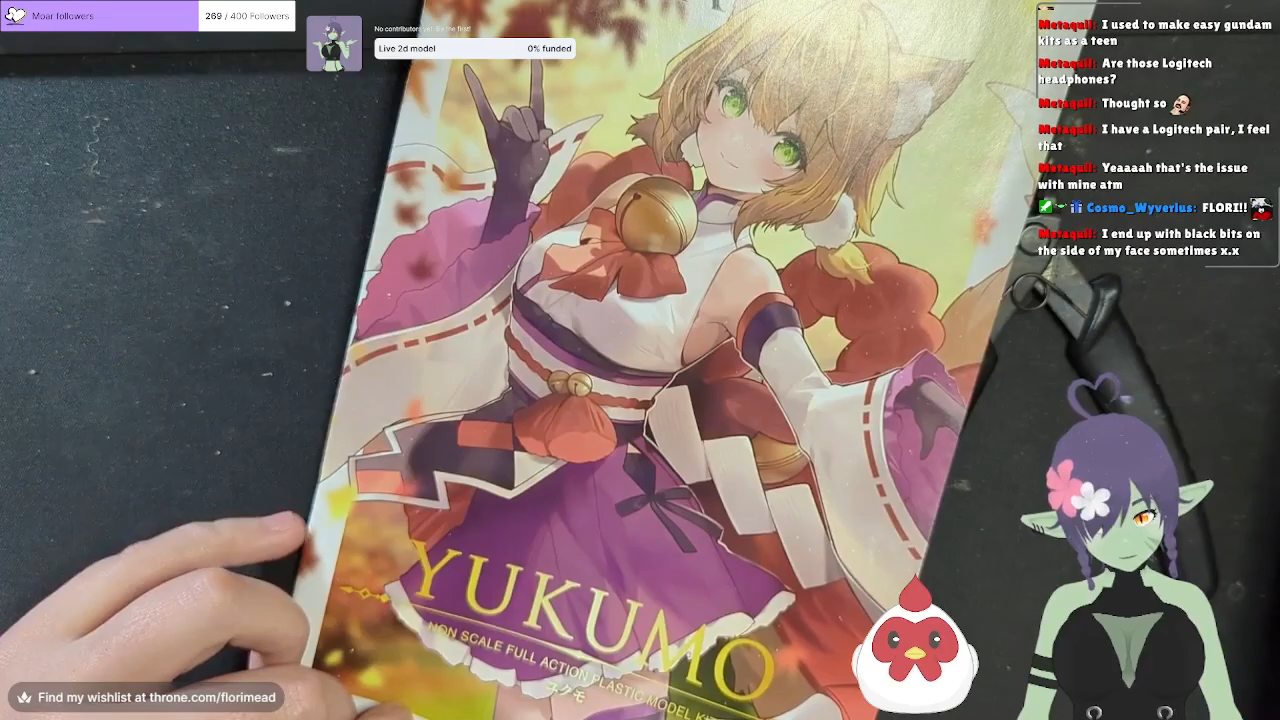 Moar followers
269 / 400 Followers
No contributors yet. Be the first!
Live 2d model
0% funded
Metaquil: I used to make easy gundam
kits as a teen
Metaquil: Are those Logitech
headphones?
Metaquil: Thought so
Metaquil: I have a Logitech pair, I feel
that
Metaquil: Yeaaaah that's the issue
with mine atm
Cosmo_Wyverius: FLORI!!
Metaquil: I end up with black bits on
the side of my face sometimes x.x
YUKUMO
NON SCALE FULL ACTION PLASTIC MODEL KIT
ユクモ
Find my wishlist at throne.com/florimead